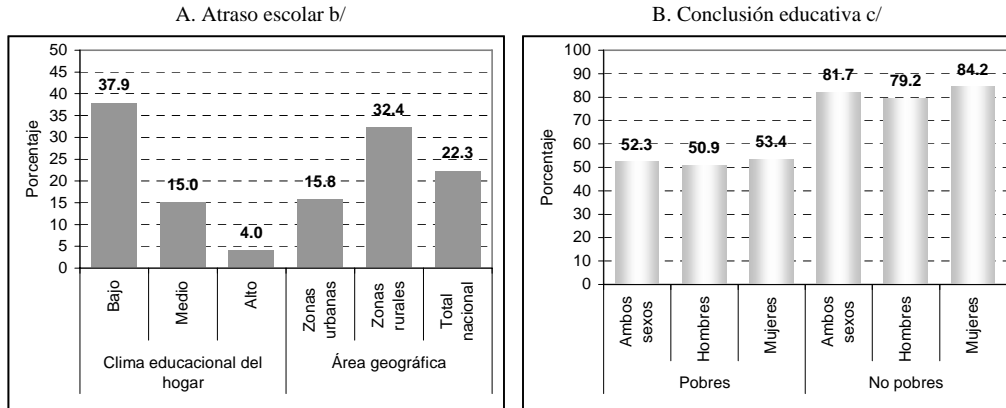 A. Atraso escolar b/
Porcentaje
50
45
40
35
30
25
20
15
10
5
0
37.9
15.0
4.0
15.8
32.4
22.3
Bajo
Medio
Alto
Zonas
urbanas
Zonas
rurales
Total
nacional
Clima educacional del
hogar
Área geográfica
B. Conclusión educativa c/
Porcentaje
100
90
80
70
60
50
40
30
20
10
0
52.3
50.9
53.4
81.7
79.2
84.2
Ambos
sexos
Hombres
Mujeres
Ambos
sexos
Hombres
Mujeres
Pobres
No pobres